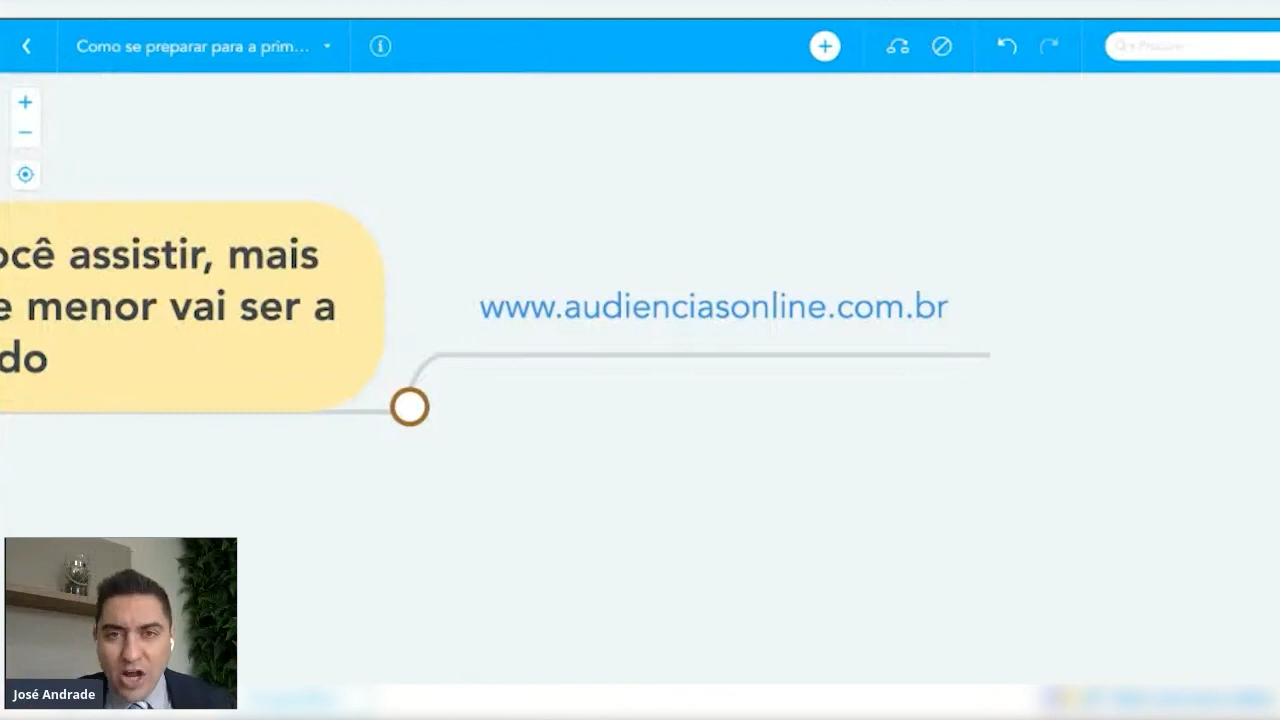 Como se preparar para a prim...
ocê assistir, mais
e menor vai ser a
do
www.audienciasonline.com.br
José Andrade